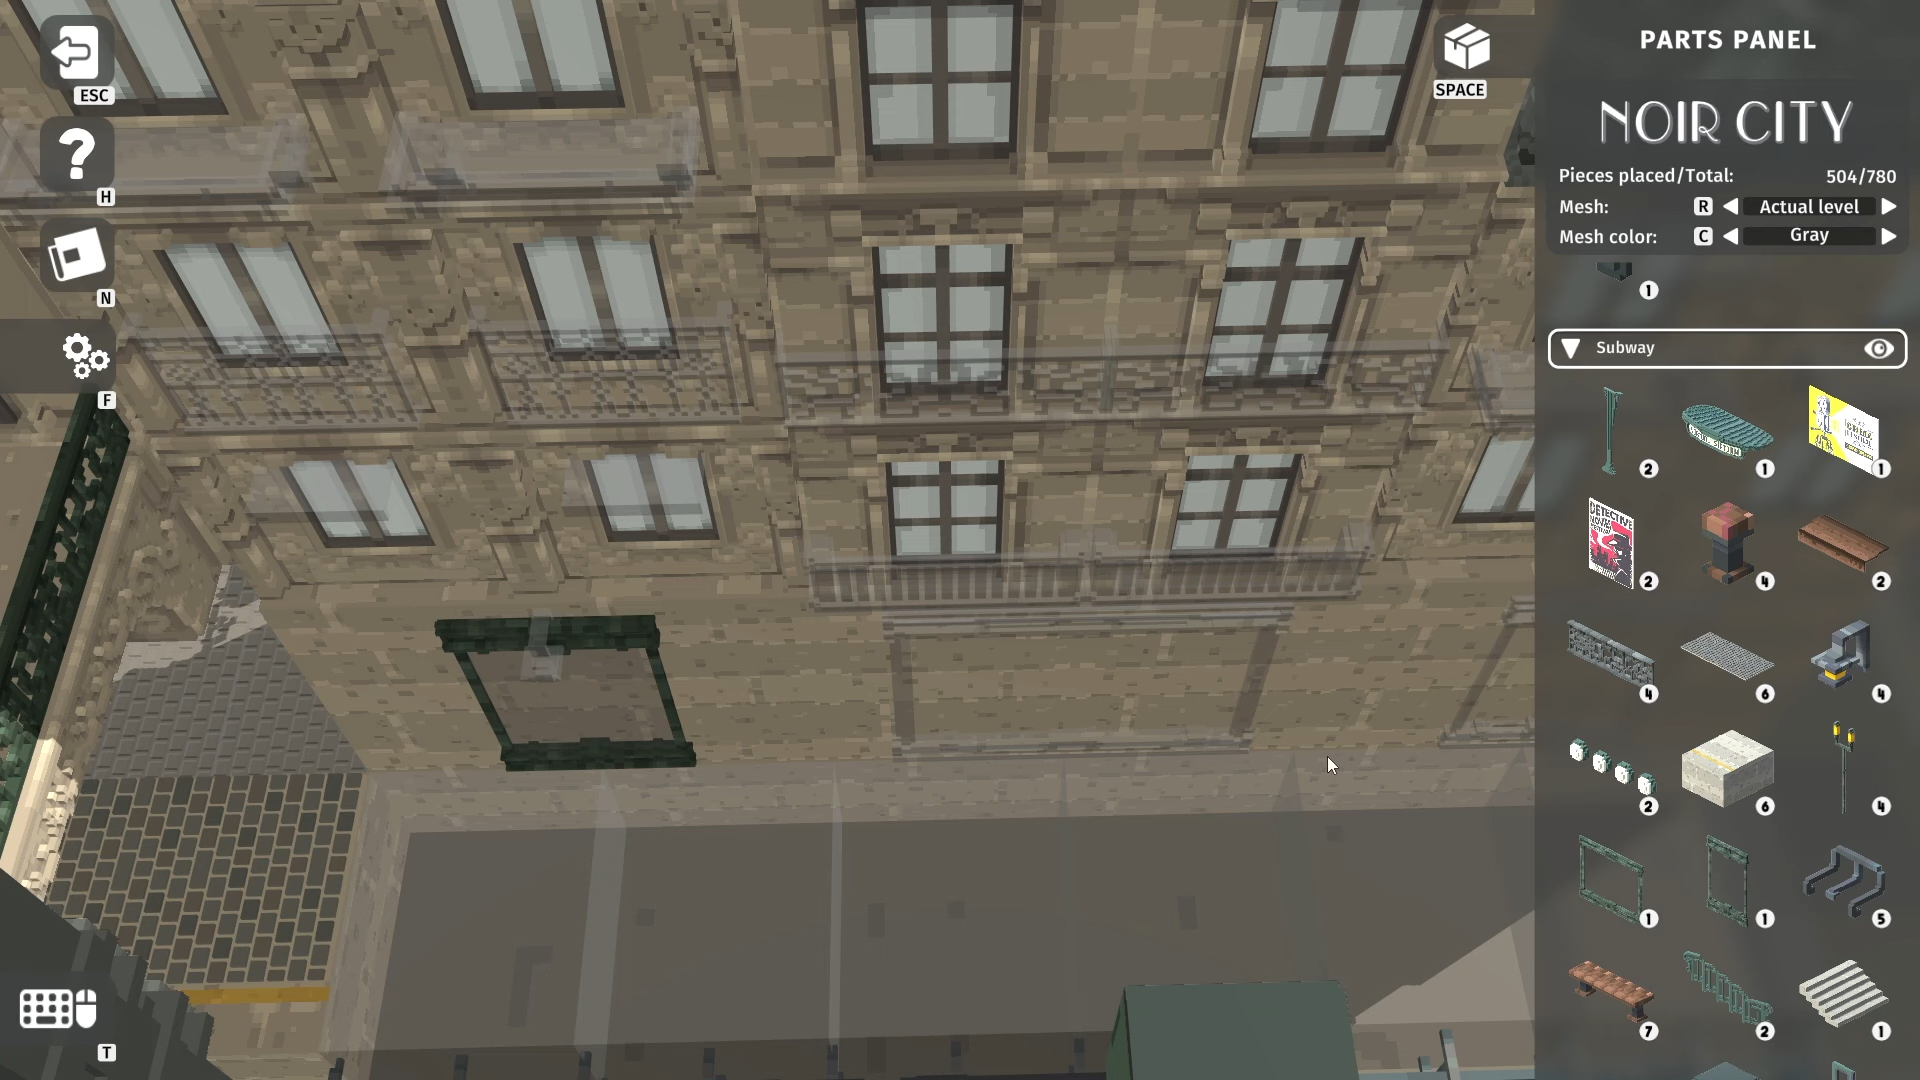 PARTS PANEL
NOIR CITY
Pieces placed/Total: 504/780
Mesh: R Actual level
Mesh color: C Gray
1
Subway
2 1 1
DETECTIVE
2 4 2
4 6 4
2 6 4
1 1 5
7 2 1
ESC
SPACE
?
H
N
F
T